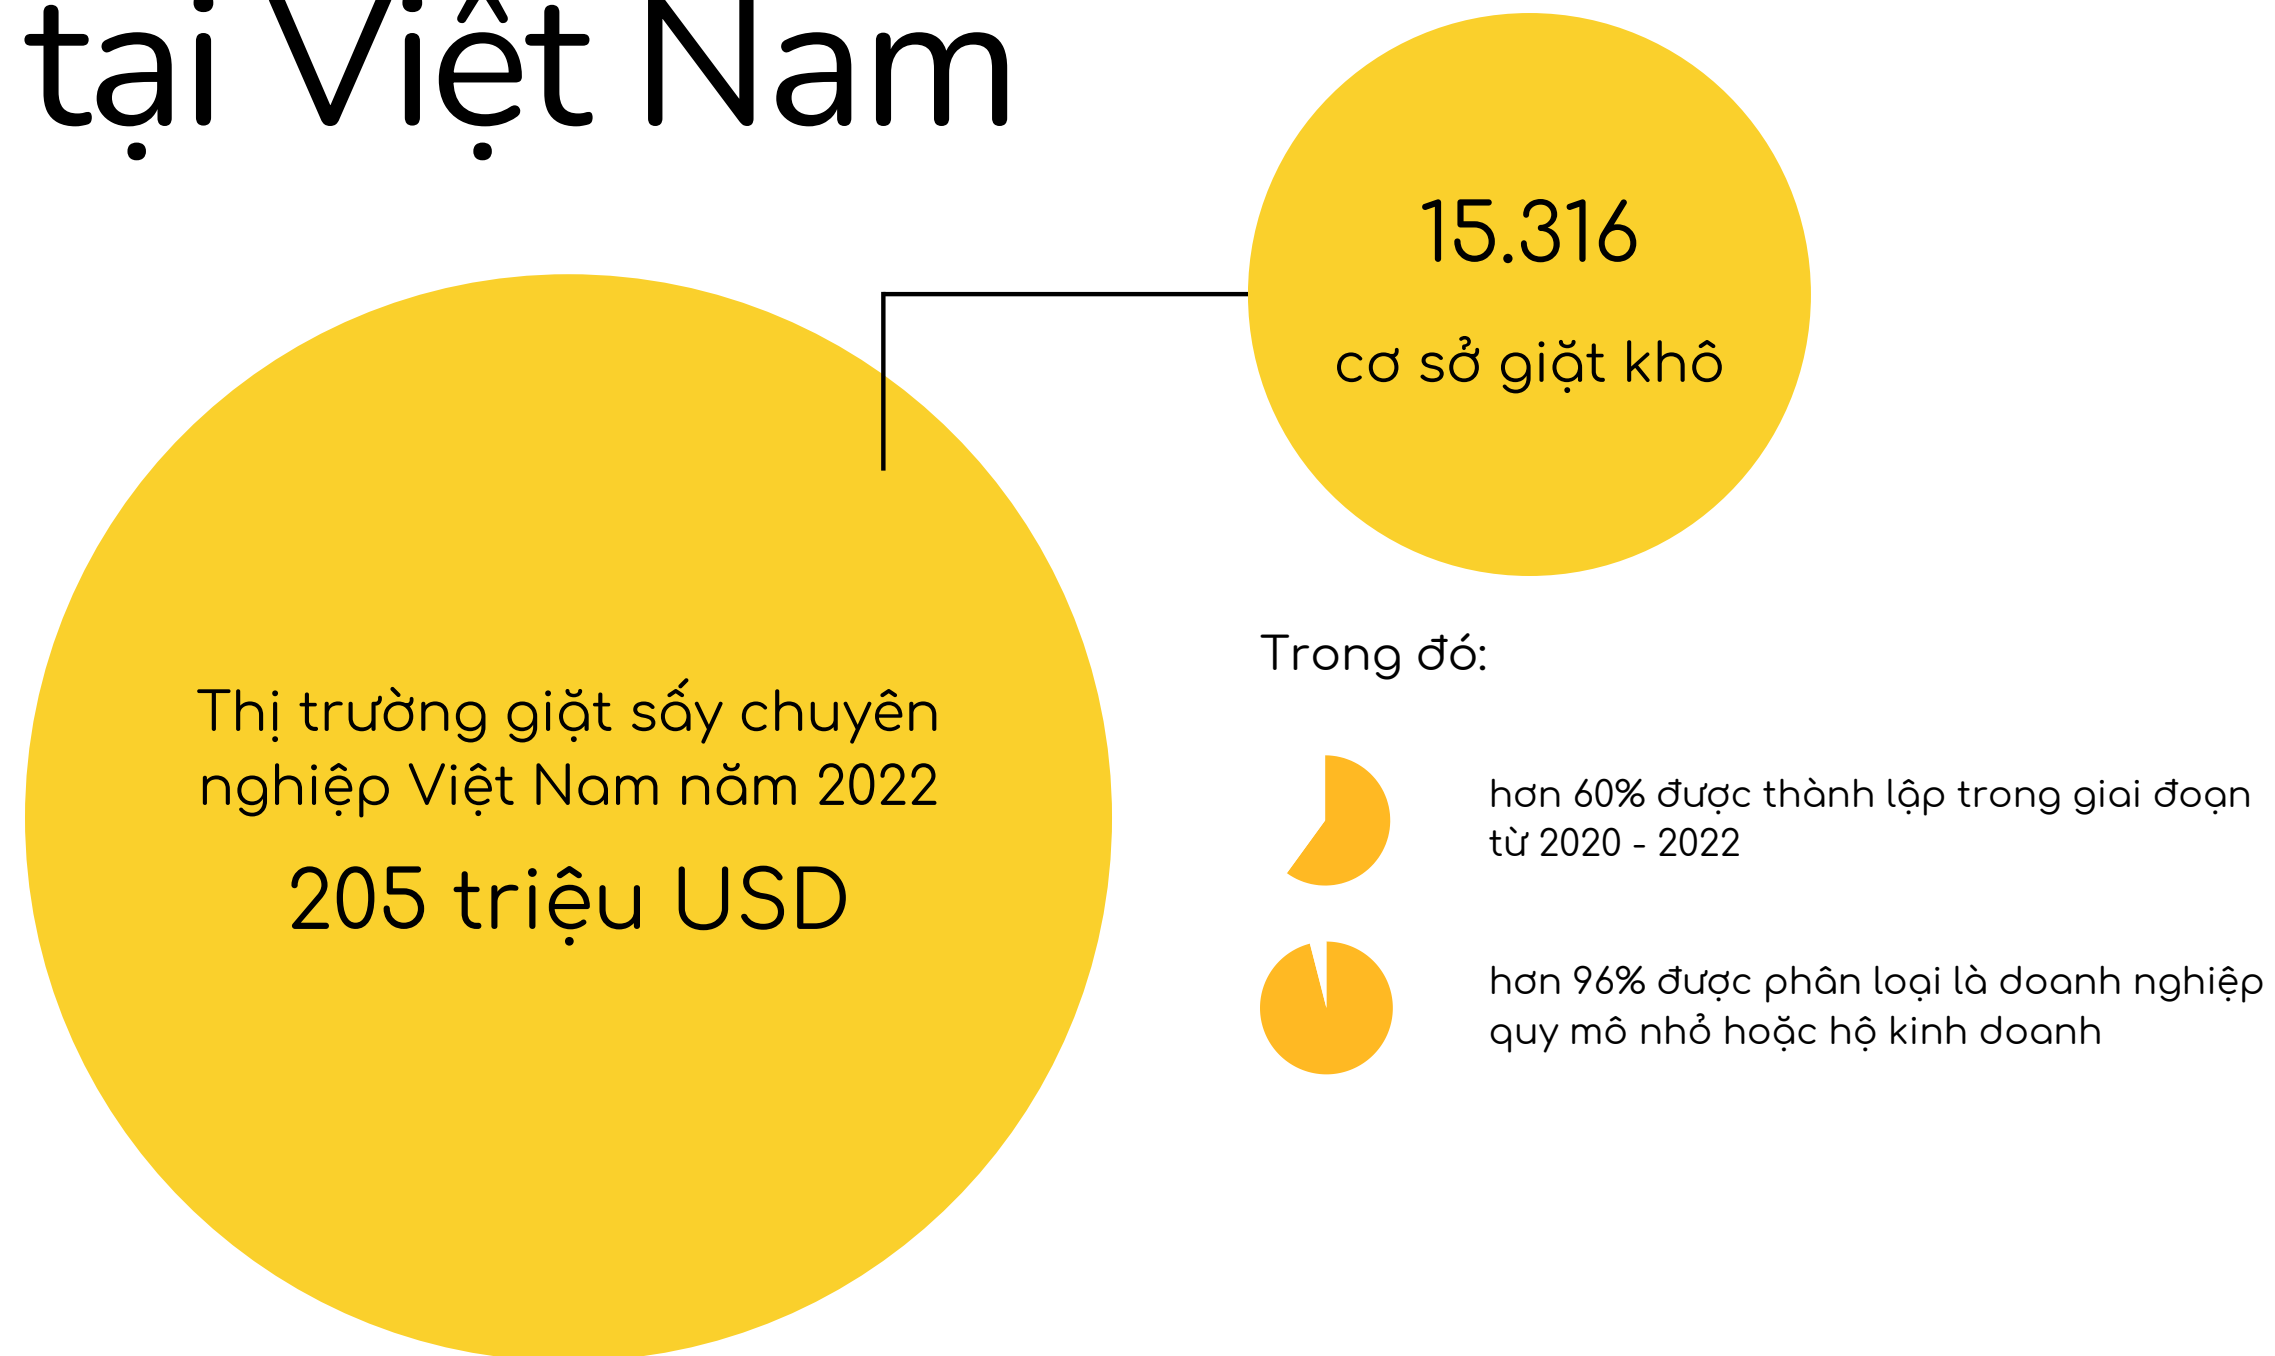 tại Việt Nam
15.316
cơ sở giặt khô
Thị trường giặt sấy chuyên
nghiệp Việt Nam năm 2022
205 triệu USD
Trong đó:
hơn 60% được thành lập trong giai đoạn
từ 2020 - 2022
hơn 96% được phân loại là doanh nghiệp
quy mô nhỏ hoặc hộ kinh doanh